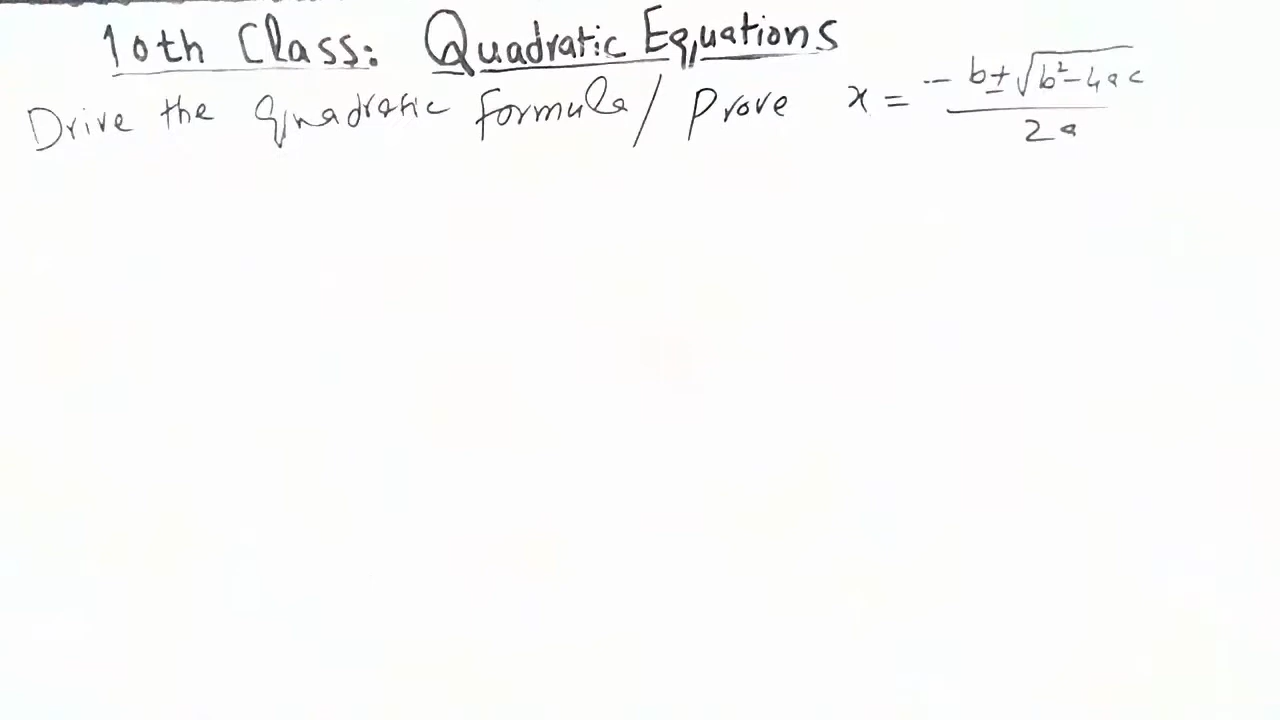 10th Class: Quadratic Equations
Drive the quadratic formula / Prove x = -b±√b²-4ac / 2a